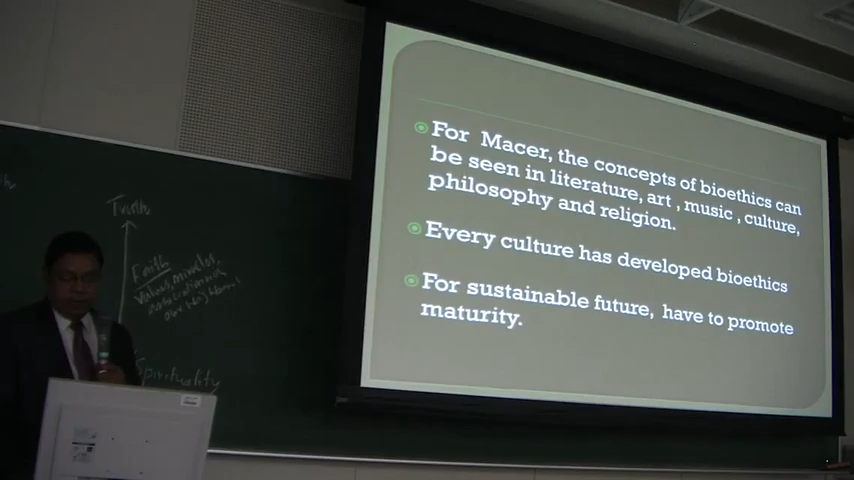 For Macer, the concepts of bioethics can
be seen in literature, art , music , culture,
philosophy and religion.
Every culture has developed bioethics
For sustainable future, have to promote
maturity.
Truth
Faith
Values,
Spirituality